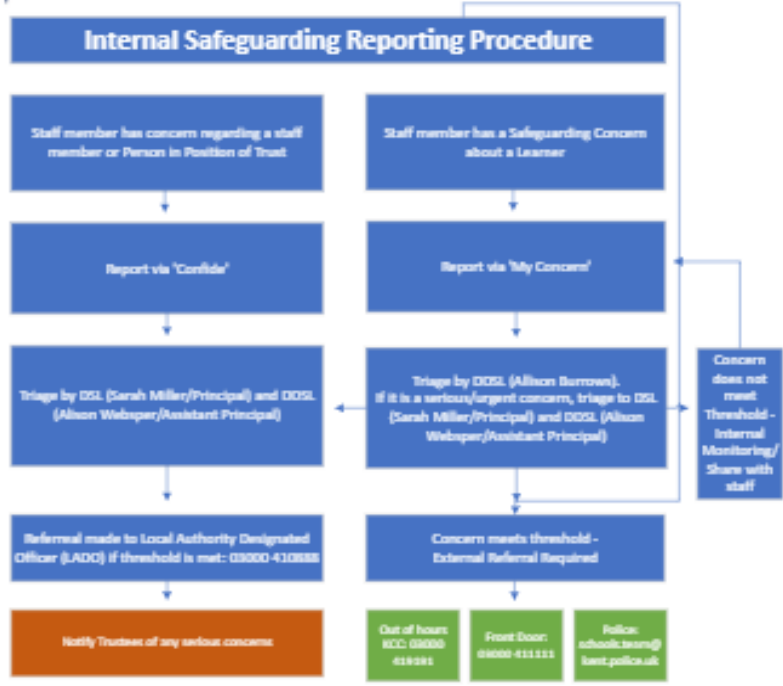 Internal Safeguarding Reporting Procedure
Staff member has concern regarding a staff
member or Person in Position of Trust
Staff member has a Safeguarding Concern
about a Learner
Report via 'Confide'
Report via 'My Concern'
Triage by DSL (Sarah Miller/Principal) and DDSL
(Alison Websper/Assistant Principal)
Triage by DDSL (Allison Burrows).
If it is a serious/urgent concern, triage to DSL
(Sarah Miller/Principal) and DDSL (Alison
Websper/Assistant Principal)
Concern
does not
meet
Threshold -
Internal
Monitoring/
Share with
staff
Referreal made to Local Authority Designated
Officer (LADO) if threshold is met: 03000 410888
Concern meets threshold -
External Referral Required
Notify Trustees of any serious concerns
Out of hours
KCC: 03000
419191
Front Door:
03000 411111
Police:
schools.team@
kent.police.uk